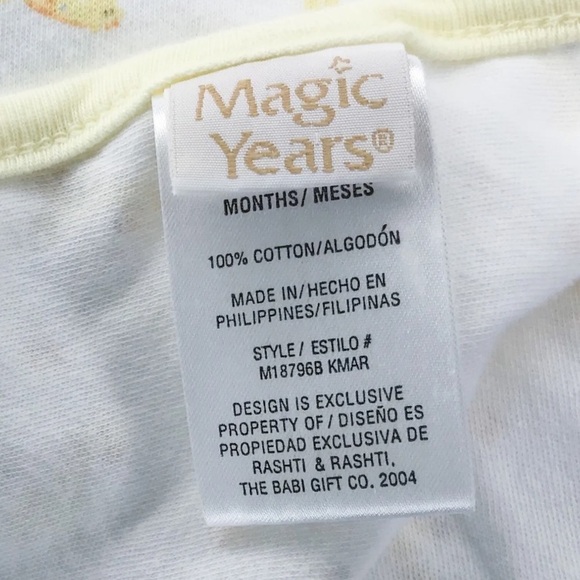 Magic
Years®
MONTHS/ MESES
100% COTTON/ALGODÓN
MADE IN/HECHO EN
PHILIPPINES/FILIPINAS
STYLE/ ESTILO #
M18796B KMAR
DESIGN IS EXCLUSIVE
PROPERTY OF/ DISEÑO ES
PROPIEDAD EXCLUSIVA DE
RASHTI & RASHTI,
THE BABI GIFT CO. 2004